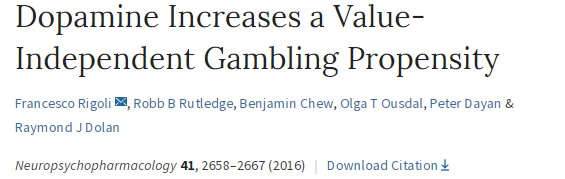 Dopamine Increases a Value-
Independent Gambling Propensity
Francesco Rigoli, Robb B Rutledge, Benjamin Chew, Olga T Ousdal, Peter Dayan &
Raymond J Dolan
Neuropsychopharmacology 41, 2658–2667 (2016) | Download Citation